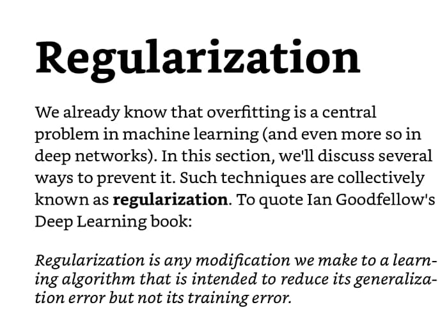 Regularization
We already know that overfitting is a central
problem in machine learning (and even more so in
deep networks). In this section, we'll discuss several
ways to prevent it. Such techniques are collectively
known as regularization. To quote Ian Goodfellow's
Deep Learning book:
Regularization is any modification we make to a learn-
ing algorithm that is intended to reduce its generaliza-
tion error but not its training error.